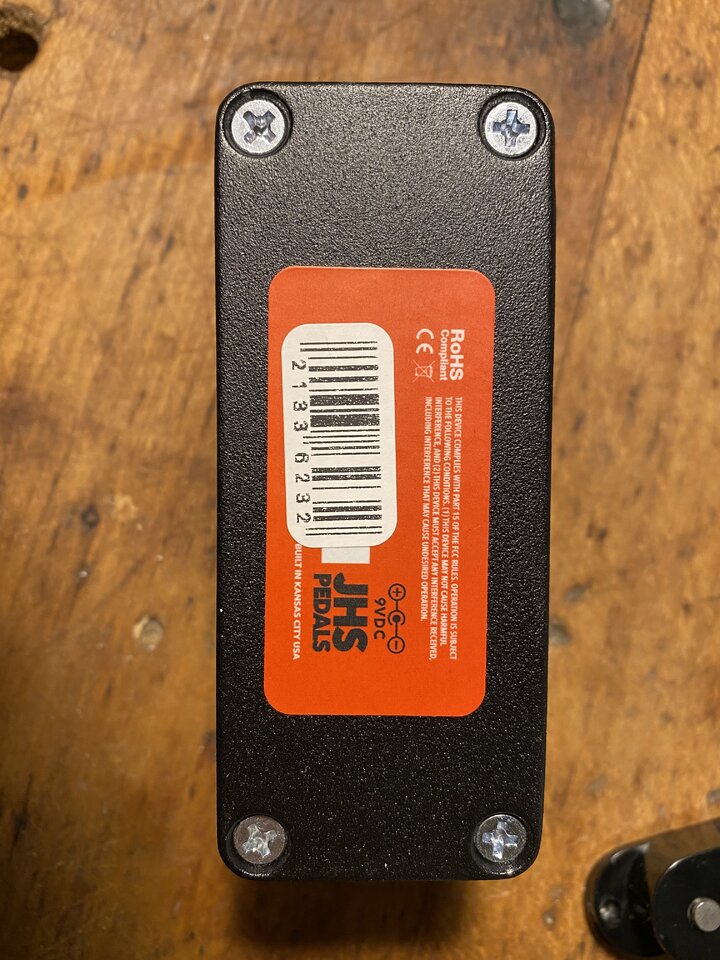 RoHS
Compliant
CE
THIS DEVICE COMPLIES WITH PART 15 OF THE FCC RULES. OPERATION IS SUBJECT
TO THE FOLLOWING CONDITIONS. (1) THIS DEVICE MAY NOT CAUSE HARMFUL
INTERFERENCE, AND (2) THIS DEVICE MUST ACCEPT ANY INTERFERENCE RECEIVED,
INCLUDING INTERFERENCE THAT MAY CAUSE UNDESIRED OPERATION.
9VDC
21336232
JHS
PEDALS
BUILT IN KANSAS CITY USA